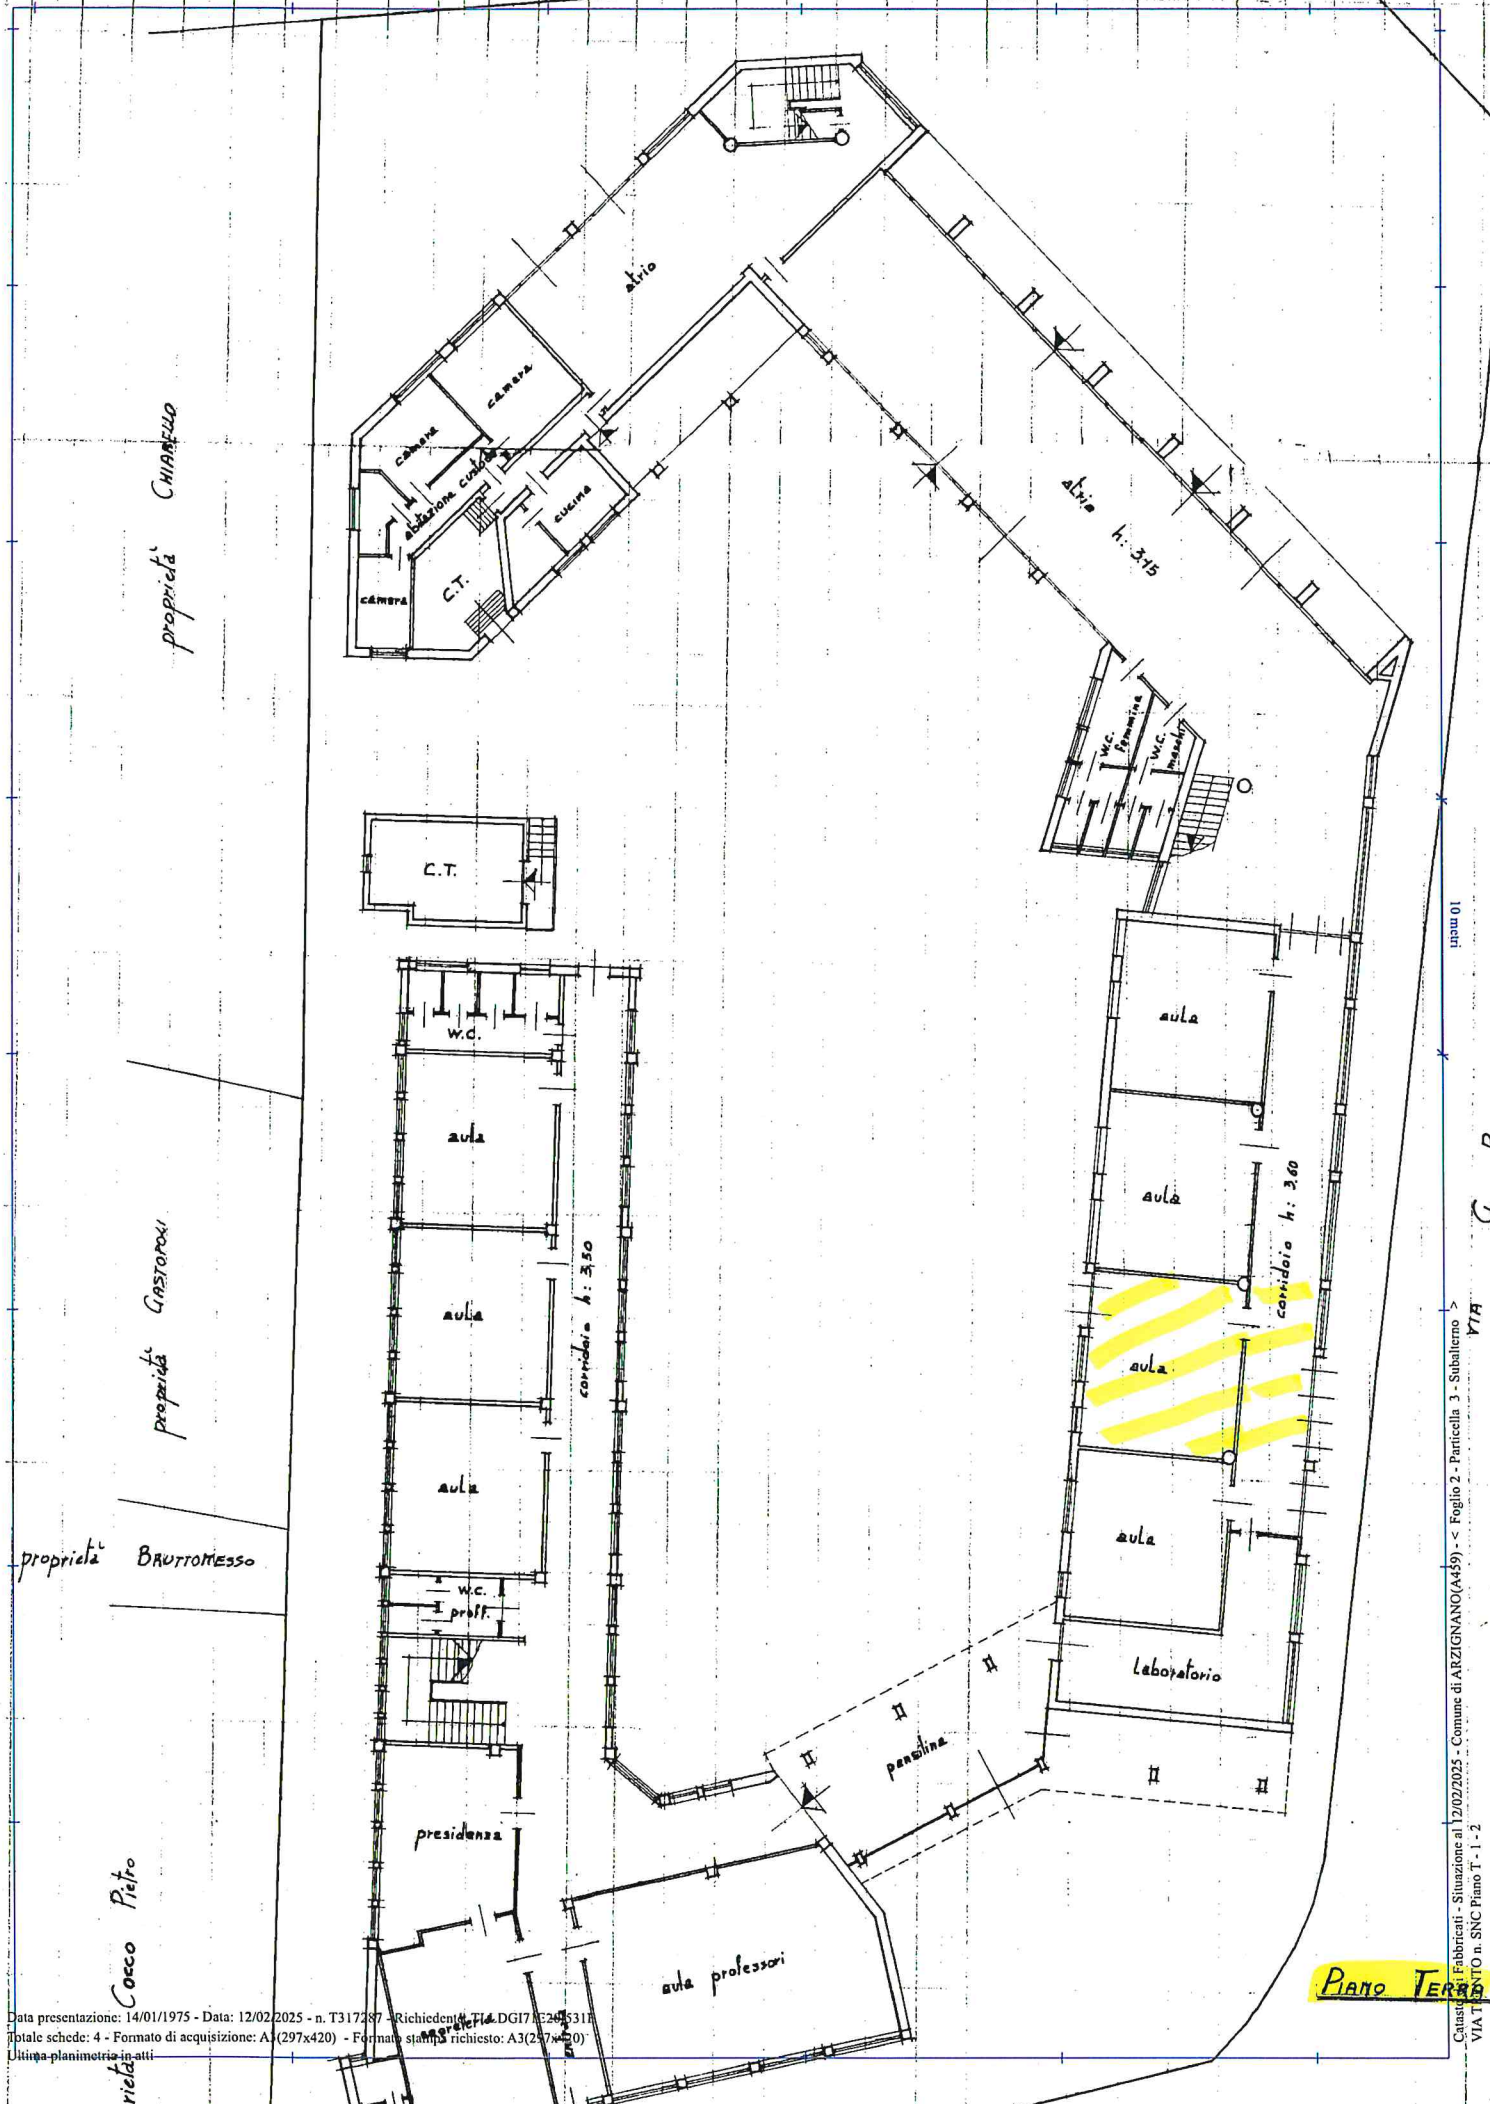 atrio
camera
camera
abitazione custode
cucina
camera
C.T.
atrio
h: 3.45
proprietà CHIARELLO
W.C. femmine
W.C. maschi
C.T.
10 metri
W.C.
aula
aula
aula
corridoio h: 3,50
aula
aula
corridoio h: 3,60
aula
aula
laboratorio
proprietà GASTOPOLI
proprietà BRUTTOMESSO
W.C.
proff.
presidenza
pensilina
aula professori
segreteria
Cocco Pietro
VIA
PIANO TERRA
Data presentazione: 14/01/1975 - Data: 12/02/2025 - n. T317287 - Richiedente:
Totale schede: 4 - Formato di acquisizione: A3(297x420) - Formato stampa richiesto: A3(297x420)
Ultima planimetria in atti
Catasto dei Fabbricati - Situazione al 12/02/2025 - Comune di ARZIGNANO(A459) - < Foglio 2 - Particella 3 - Subalterno >
VIA TRENTO n. SNC Piano T - 1 - 2